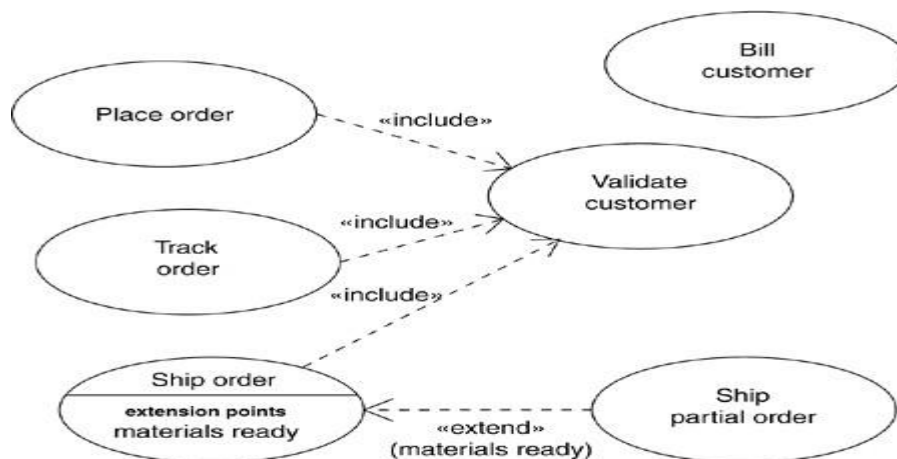 Bill
customer
Place order
«include»
Validate
customer
«include»
Track
order
«include»
Ship order
extension points
materials ready
Ship
partial order
«extend»
(materials ready)